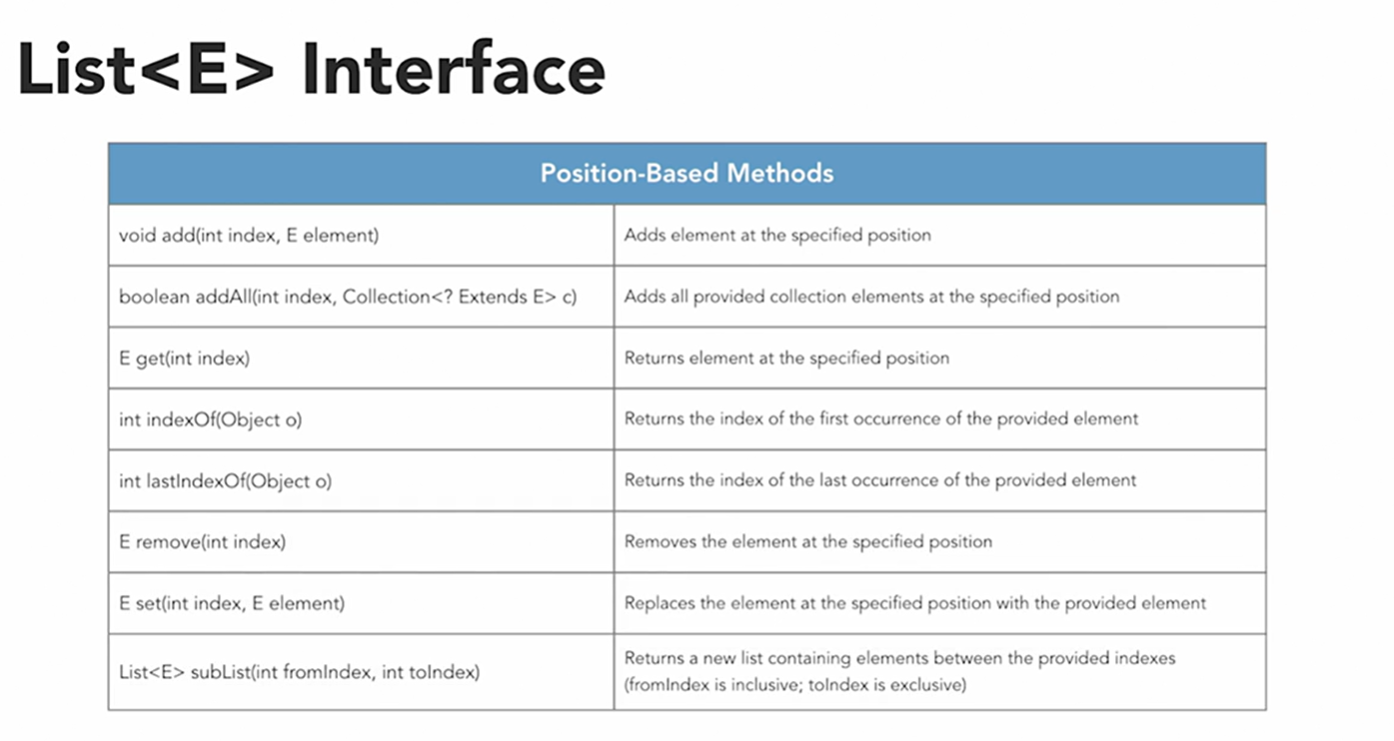 List<E> Interface
Position-Based Methods
void add(int index, E element)
Adds element at the specified position
boolean addAll(int index, Collection<? Extends E> c)
Adds all provided collection elements at the specified position
E get(int index)
Returns element at the specified position
int indexOf(Object o)
Returns the index of the first occurrence of the provided element
int lastIndexOf(Object o)
Returns the index of the last occurrence of the provided element
E remove(int index)
Removes the element at the specified position
E set(int index, E element)
Replaces the element at the specified position with the provided element
List<E> subList(int fromIndex, int toIndex)
Returns a new list containing elements between the provided indexes
(fromIndex is inclusive; toIndex is exclusive)